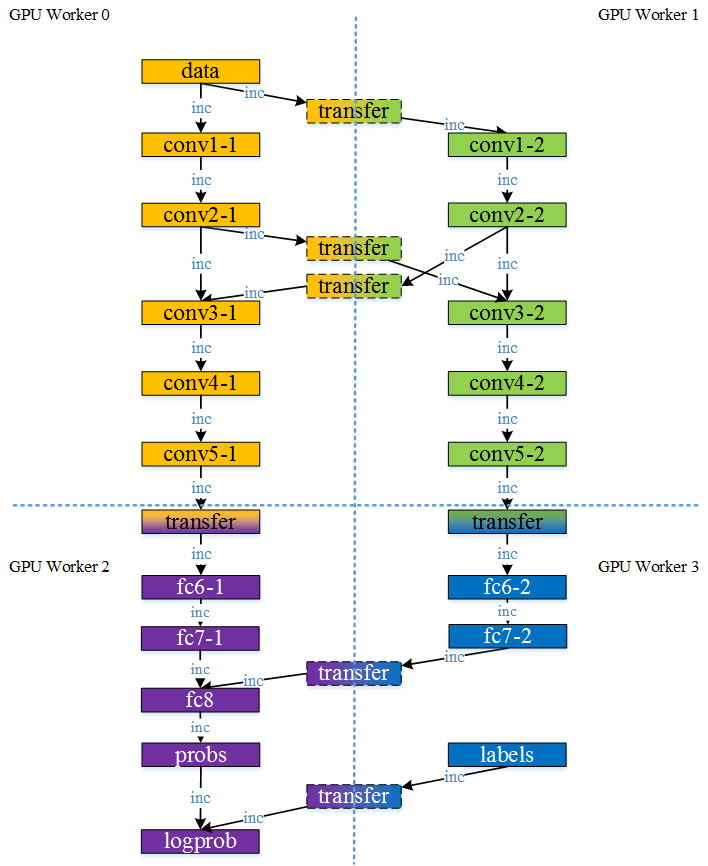 GPU Worker 0
GPU Worker 1
data
inc
inc
transfer
inc
conv1-1
conv1-2
inc
inc
conv2-1
conv2-2
inc
transfer
inc
inc
inc
inc
transfer
inc
conv3-1
conv3-2
inc
inc
conv4-1
conv4-2
inc
inc
conv5-1
conv5-2
inc
inc
transfer
transfer
inc
inc
GPU Worker 2
GPU Worker 3
fc6-1
fc6-2
inc
inc
fc7-1
fc7-2
inc
inc
transfer
inc
fc8
inc
probs
labels
inc
inc
transfer
inc
logprob